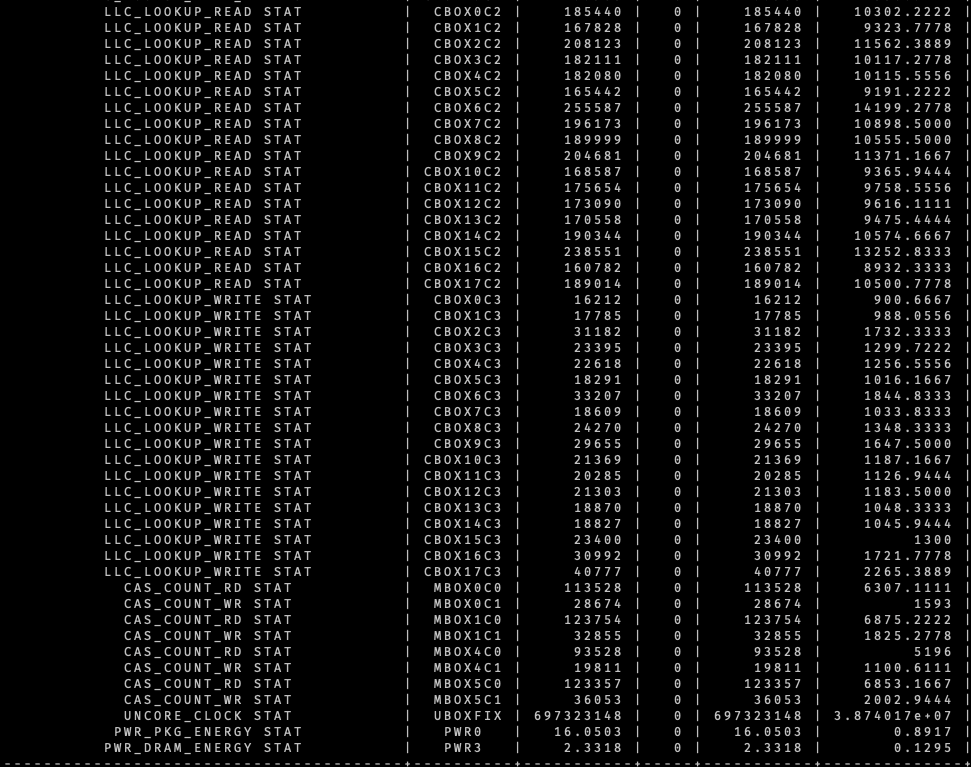 LLC_LOOKUP_READ STAT | CBOX0C2 | 185440 | 0 | 185440 | 10302.2222 |
LLC_LOOKUP_READ STAT | CBOX1C2 | 167828 | 0 | 167828 | 9323.7778 |
LLC_LOOKUP_READ STAT | CBOX2C2 | 208123 | 0 | 208123 | 11562.3889 |
LLC_LOOKUP_READ STAT | CBOX3C2 | 182111 | 0 | 182111 | 10117.2778 |
LLC_LOOKUP_READ STAT | CBOX4C2 | 182080 | 0 | 182080 | 10115.5556 |
LLC_LOOKUP_READ STAT | CBOX5C2 | 165442 | 0 | 165442 | 9191.2222 |
LLC_LOOKUP_READ STAT | CBOX6C2 | 255587 | 0 | 255587 | 14199.2778 |
LLC_LOOKUP_READ STAT | CBOX7C2 | 196173 | 0 | 196173 | 10898.5000 |
LLC_LOOKUP_READ STAT | CBOX8C2 | 189999 | 0 | 189999 | 10555.5000 |
LLC_LOOKUP_READ STAT | CBOX9C2 | 204681 | 0 | 204681 | 11371.1667 |
LLC_LOOKUP_READ STAT | CBOX10C2 | 168587 | 0 | 168587 | 9365.9444 |
LLC_LOOKUP_READ STAT | CBOX11C2 | 175654 | 0 | 175654 | 9758.5556 |
LLC_LOOKUP_READ STAT | CBOX12C2 | 173090 | 0 | 173090 | 9616.1111 |
LLC_LOOKUP_READ STAT | CBOX13C2 | 170558 | 0 | 170558 | 9475.4444 |
LLC_LOOKUP_READ STAT | CBOX14C2 | 190344 | 0 | 190344 | 10574.6667 |
LLC_LOOKUP_READ STAT | CBOX15C2 | 238551 | 0 | 238551 | 13252.8333 |
LLC_LOOKUP_READ STAT | CBOX16C2 | 160782 | 0 | 160782 | 8932.3333 |
LLC_LOOKUP_READ STAT | CBOX17C2 | 189014 | 0 | 189014 | 10500.7778 |
LLC_LOOKUP_WRITE STAT | CBOX0C3 | 16212 | 0 | 16212 | 900.6667 |
LLC_LOOKUP_WRITE STAT | CBOX1C3 | 17785 | 0 | 17785 | 988.0556 |
LLC_LOOKUP_WRITE STAT | CBOX2C3 | 31182 | 0 | 31182 | 1732.3333 |
LLC_LOOKUP_WRITE STAT | CBOX3C3 | 23395 | 0 | 23395 | 1299.7222 |
LLC_LOOKUP_WRITE STAT | CBOX4C3 | 22618 | 0 | 22618 | 1256.5556 |
LLC_LOOKUP_WRITE STAT | CBOX5C3 | 18291 | 0 | 18291 | 1016.1667 |
LLC_LOOKUP_WRITE STAT | CBOX6C3 | 33207 | 0 | 33207 | 1844.8333 |
LLC_LOOKUP_WRITE STAT | CBOX7C3 | 18609 | 0 | 18609 | 1033.8333 |
LLC_LOOKUP_WRITE STAT | CBOX8C3 | 24270 | 0 | 24270 | 1348.3333 |
LLC_LOOKUP_WRITE STAT | CBOX9C3 | 29655 | 0 | 29655 | 1647.5000 |
LLC_LOOKUP_WRITE STAT | CBOX10C3 | 21369 | 0 | 21369 | 1187.1667 |
LLC_LOOKUP_WRITE STAT | CBOX11C3 | 20285 | 0 | 20285 | 1126.9444 |
LLC_LOOKUP_WRITE STAT | CBOX12C3 | 21303 | 0 | 21303 | 1183.5000 |
LLC_LOOKUP_WRITE STAT | CBOX13C3 | 18870 | 0 | 18870 | 1048.3333 |
LLC_LOOKUP_WRITE STAT | CBOX14C3 | 18827 | 0 | 18827 | 1045.9444 |
LLC_LOOKUP_WRITE STAT | CBOX15C3 | 23400 | 0 | 23400 | 1300 |
LLC_LOOKUP_WRITE STAT | CBOX16C3 | 30992 | 0 | 30992 | 1721.7778 |
LLC_LOOKUP_WRITE STAT | CBOX17C3 | 40777 | 0 | 40777 | 2265.3889 |
CAS_COUNT_RD STAT | MBOX0C0 | 113528 | 0 | 113528 | 6307.1111 |
CAS_COUNT_WR STAT | MBOX0C1 | 28674 | 0 | 28674 | 1593 |
CAS_COUNT_RD STAT | MBOX1C0 | 123754 | 0 | 123754 | 6875.2222 |
CAS_COUNT_WR STAT | MBOX1C1 | 32855 | 0 | 32855 | 1825.2778 |
CAS_COUNT_RD STAT | MBOX4C0 | 93528 | 0 | 93528 | 5196 |
CAS_COUNT_WR STAT | MBOX4C1 | 19811 | 0 | 19811 | 1100.6111 |
CAS_COUNT_RD STAT | MBOX5C0 | 123357 | 0 | 123357 | 6853.1667 |
CAS_COUNT_WR STAT | MBOX5C1 | 36053 | 0 | 36053 | 2002.9444 |
UNCORE_CLOCK STAT | UBOXFIX | 697323148 | 0 | 697323148 | 3.874017e+07 |
PWR_PKG_ENERGY STAT | PWR0 | 16.0503 | 0 | 16.0503 | 0.8917 |
PWR_DRAM_ENERGY STAT | PWR3 | 2.3318 | 0 | 2.3318 | 0.1295 |